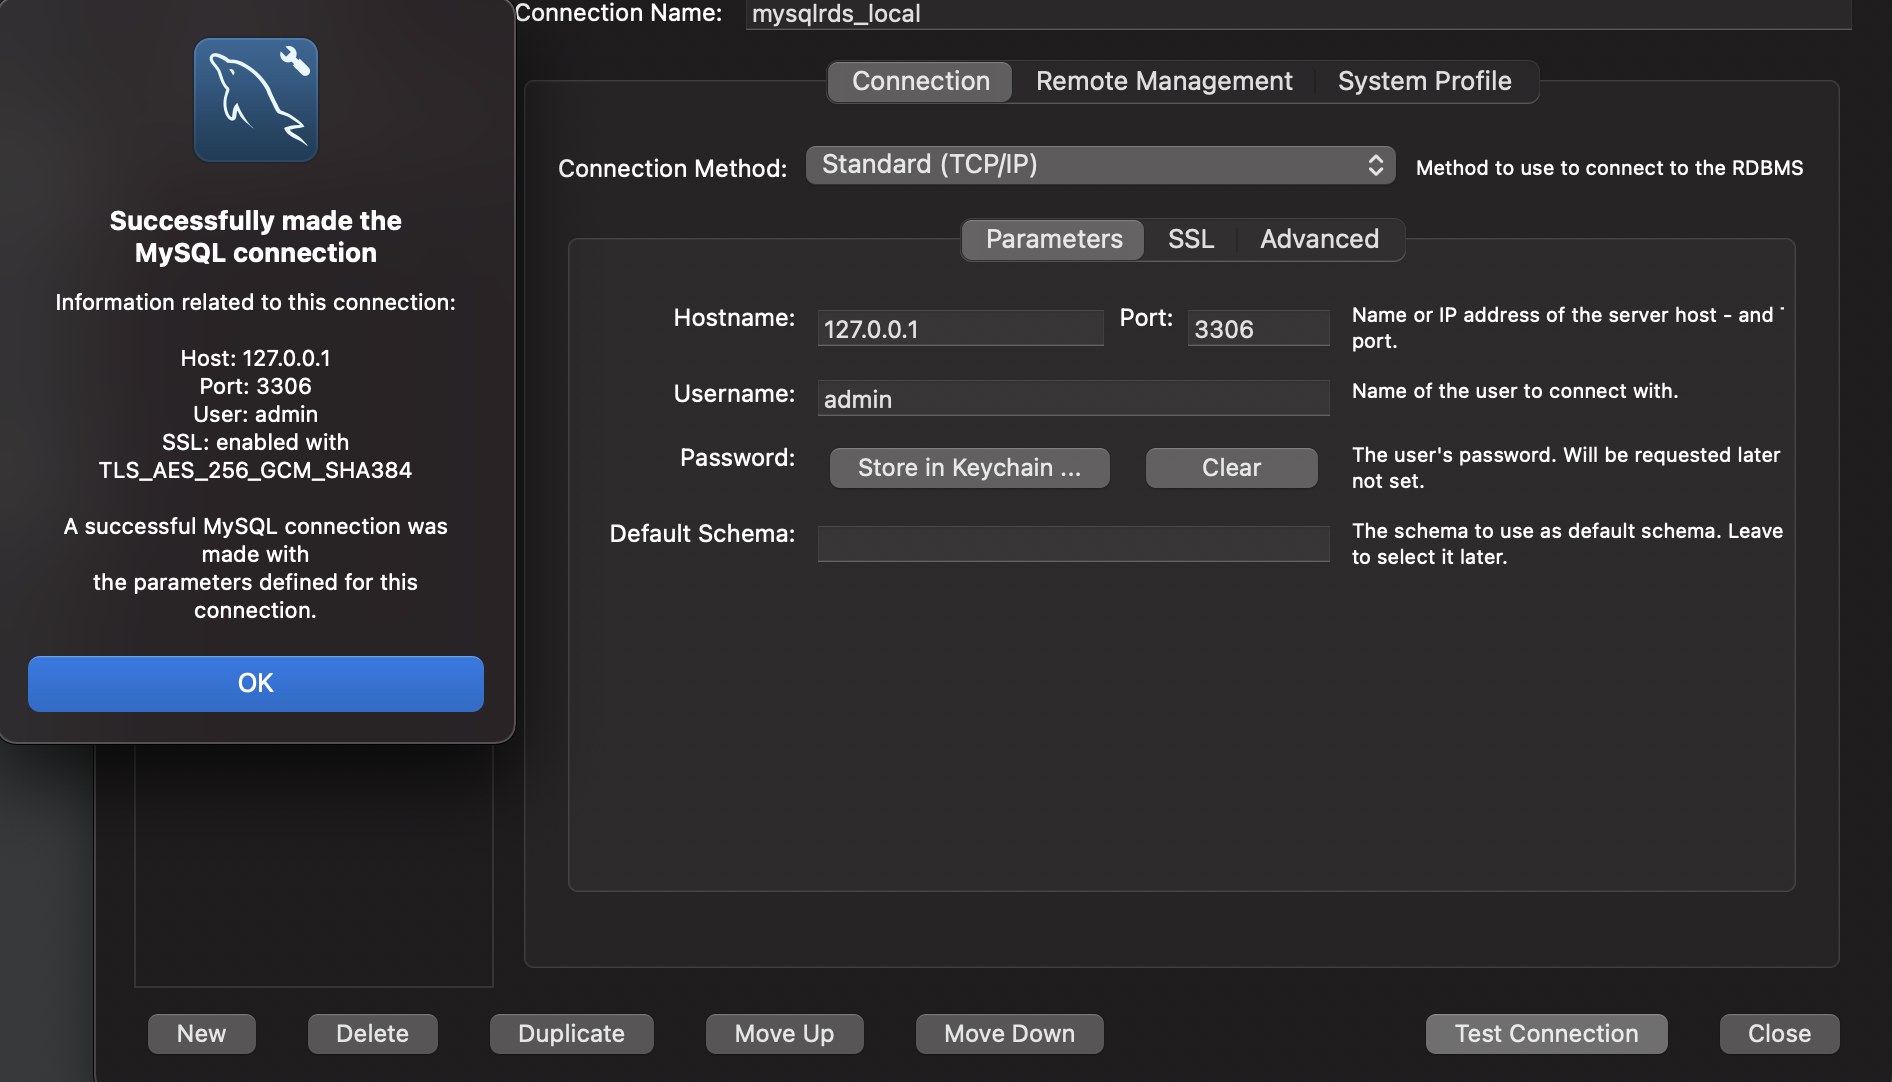 Successfully made the
MySQL connection
Information related to this connection:
Host: 127.0.0.1
Port: 3306
User: admin
SSL: enabled with
TLS_AES_256_GCM_SHA384
A successful MySQL connection was
made with
the parameters defined for this
connection.
OK
Connection Name: mysqlrds_local
Connection Remote Management System Profile
Connection Method: Standard (TCP/IP) Method to use to connect to the RDBMS
Parameters SSL Advanced
Hostname: 127.0.0.1 Port: 3306 Name or IP address of the server host - and
port.
Username: admin Name of the user to connect with.
Password: Store in Keychain ... Clear The user's password. Will be requested later
not set.
Default Schema: The schema to use as default schema. Leave
to select it later.
New Delete Duplicate Move Up Move Down Test Connection Close